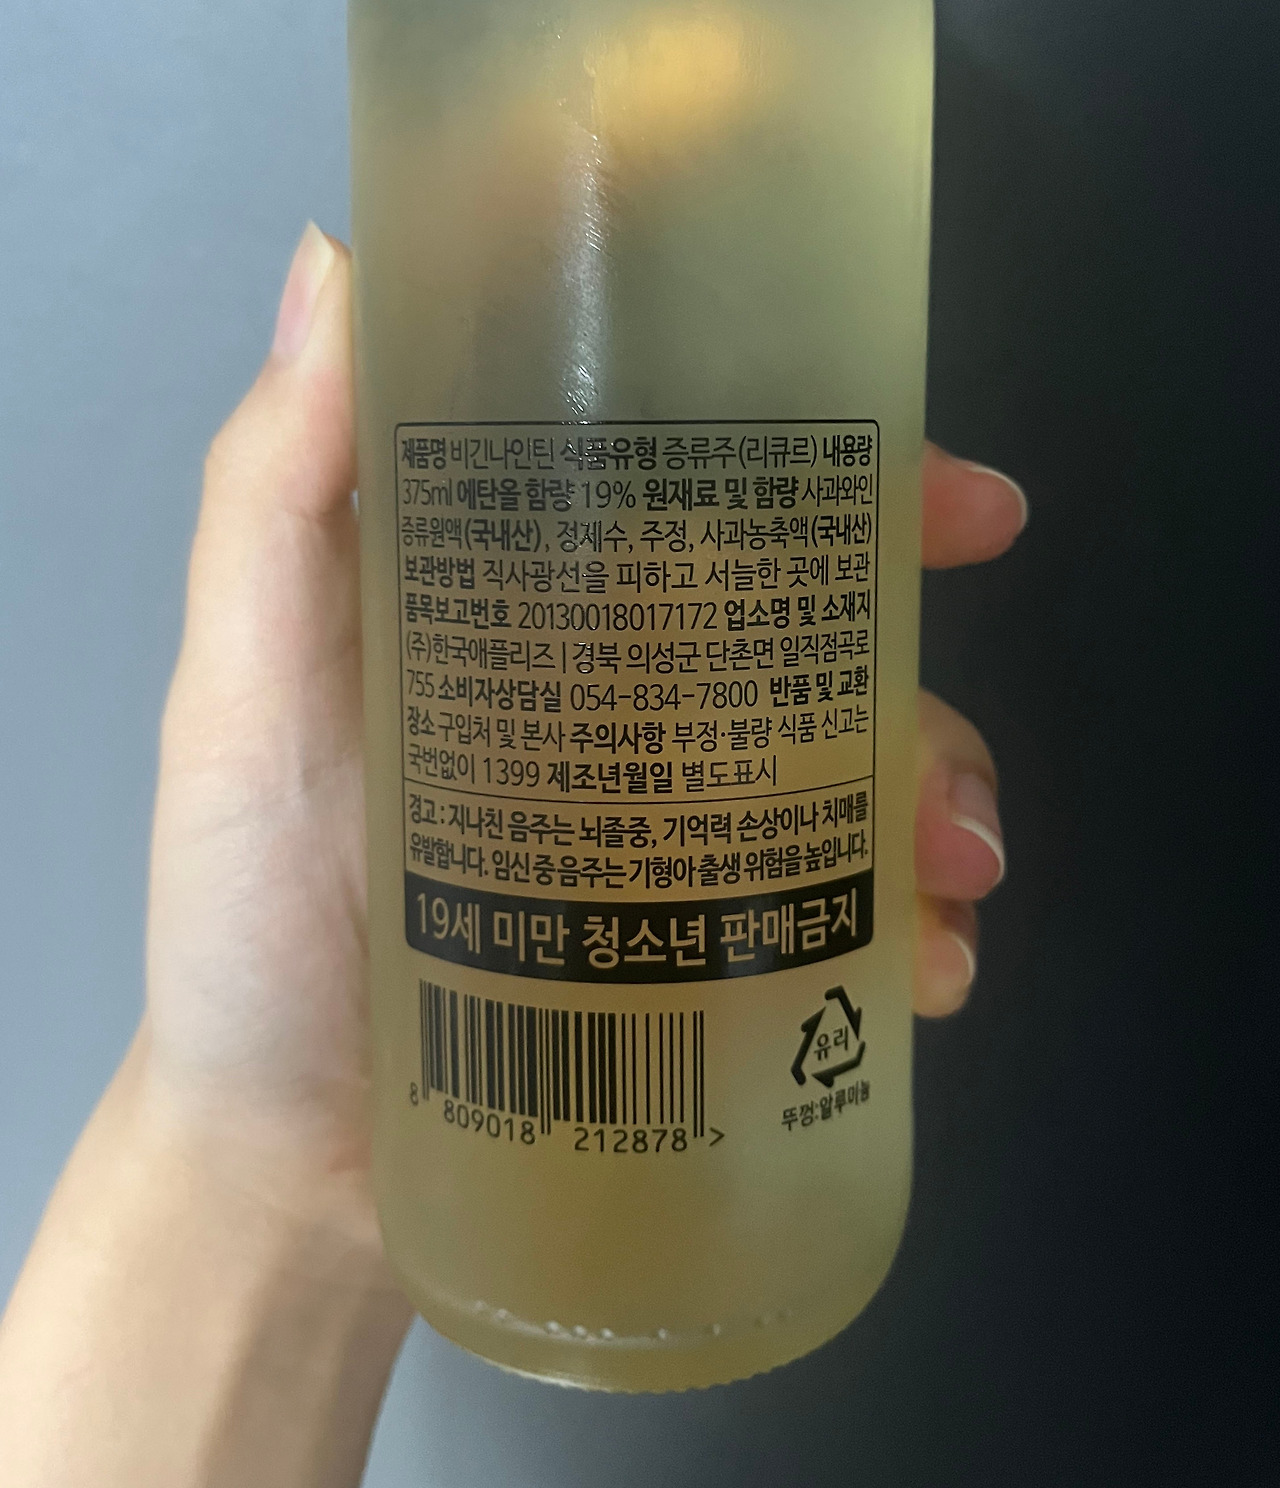 제품명 비긴나인틴 식품유형 증류주(리큐르) 내용량
375ml 에탄올 함량 19% 원재료 및 함량 사과와인
증류원액(국내산), 정제수, 주정, 사과농축액(국내산)
보관방법 직사광선을 피하고 서늘한 곳에 보관
품목보고번호 20130018017172 업소명 및 소재지
(주)한국애플리즈 | 경북 의성군 단촌면 일직점곡로
755 소비자상담실 054-834-7800 반품 및 교환
장소 구입처 및 본사 주의사항 부정·불량 식품 신고는
국번없이 1399 제조년월일 별도표시
경고 : 지나친 음주는 뇌졸중, 기억력 손상이나 치매를
유발합니다. 임신 중 음주는 기형아 출생 위험을 높입니다.
19세 미만 청소년 판매금지
유리
뚜껑:알루미늄
8 809018 212878 >